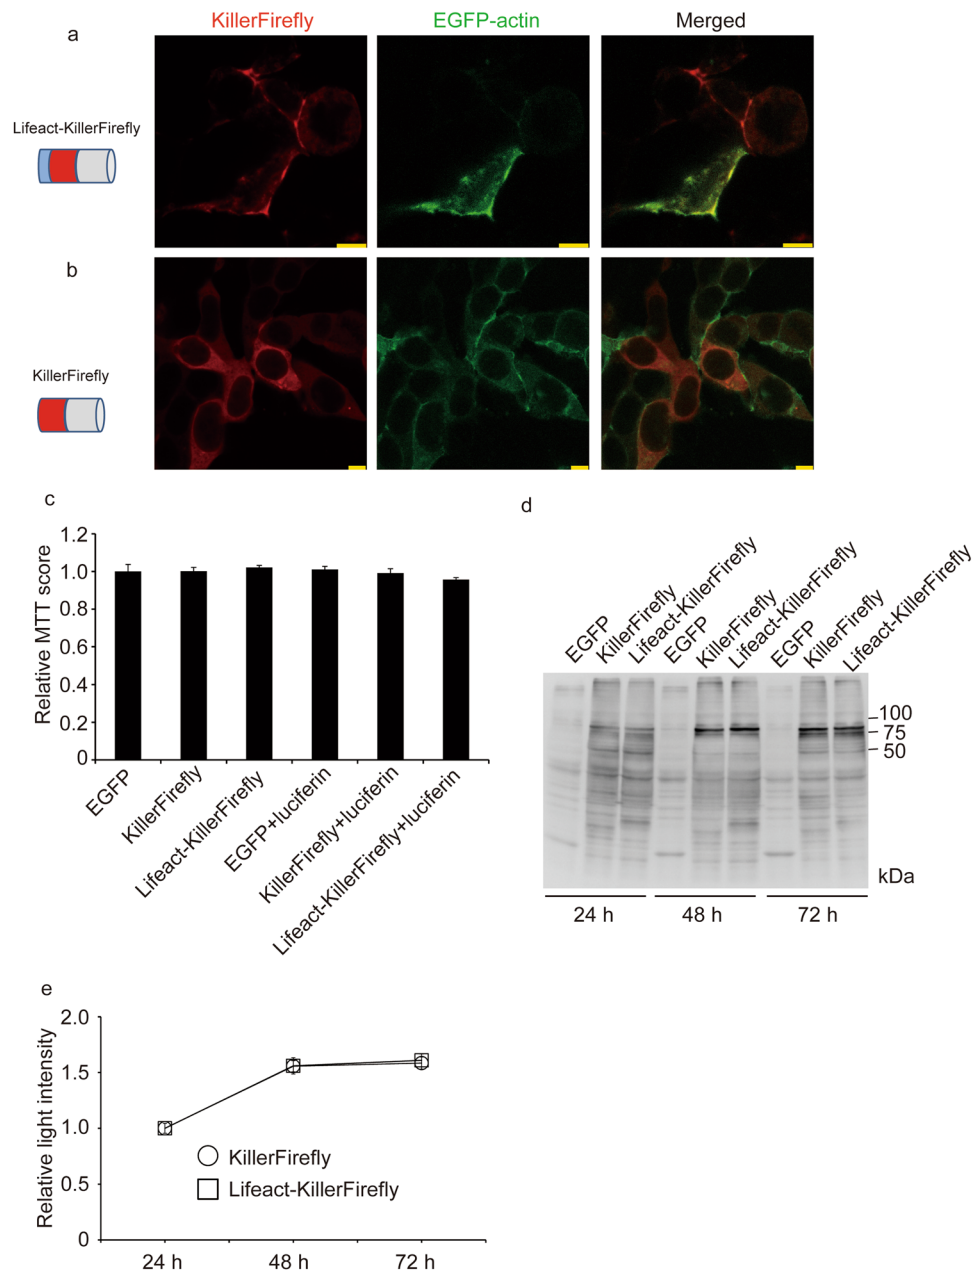 KillerFirefly EGFP-actin Merged
a
Lifeact-KillerFirefly
b
KillerFirefly
c
Relative MTT score
1.2
1.0
0.8
0.6
0.4
0.2
0
EGFP
KillerFirefly
Lifeact-KillerFirefly
EGFP+luciferin
KillerFirefly+luciferin
Lifeact-KillerFirefly+luciferin
d
EGFP
KillerFirefly
Lifeact-KillerFirefly
EGFP
KillerFirefly
Lifeact-KillerFirefly
EGFP
KillerFirefly
Lifeact-KillerFirefly
100
75
50
kDa
24 h 48 h 72 h
e
Relative light intensity
2.0
1.5
1.0
0.5
0
KillerFirefly
Lifeact-KillerFirefly
24 h 48 h 72 h